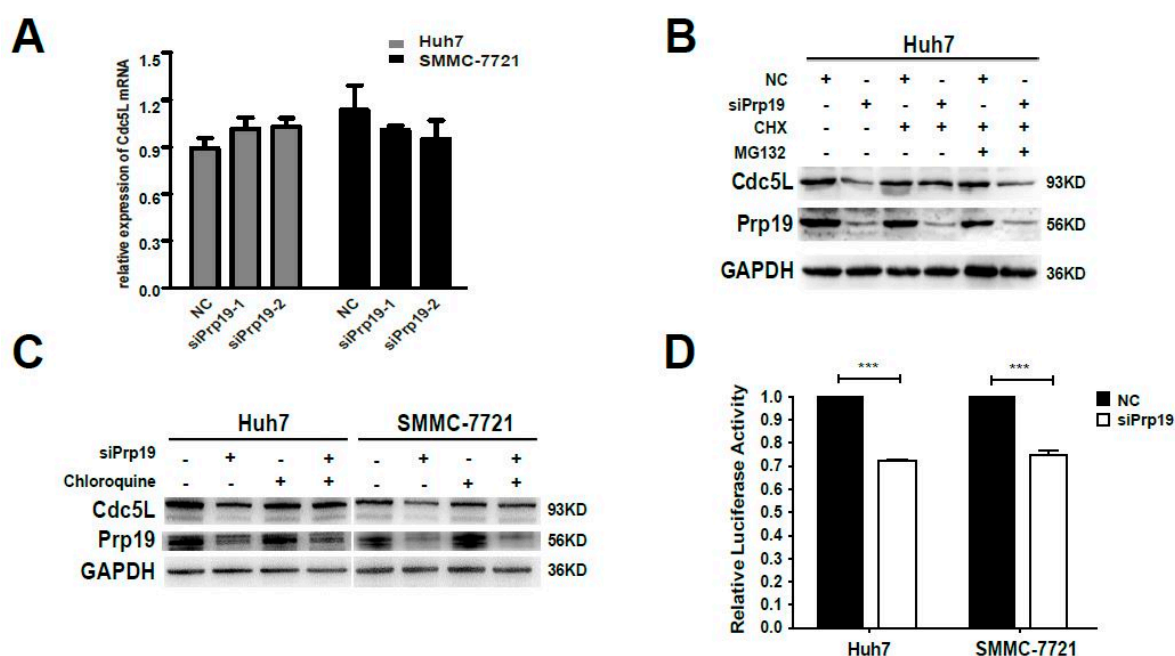 A
relative expression of Cdc5L mRNA
1.5
1.2
0.9
0.6
0.3
0.0
Huh7
SMMC-7721
NC
siPrp19-1
siPrp19-2
NC
siPrp19-1
siPrp19-2
B
Huh7
NC + - + - + -
siPrp19 - + - + - +
CHX - - + + + +
MG132 - - - - + +
Cdc5L 93KD
Prp19 56KD
GAPDH 36KD
C
Huh7 SMMC-7721
siPrp19 - + - + - + - +
Chloroquine - - + + - - + +
Cdc5L 93KD
Prp19 56KD
GAPDH 36KD
D
Relative Luciferase Activity
1.0
0.9
0.8
0.7
0.6
0.5
0.4
0.3
0.2
0.1
0.0
*** ***
NC
siPrp19
Huh7 SMMC-7721